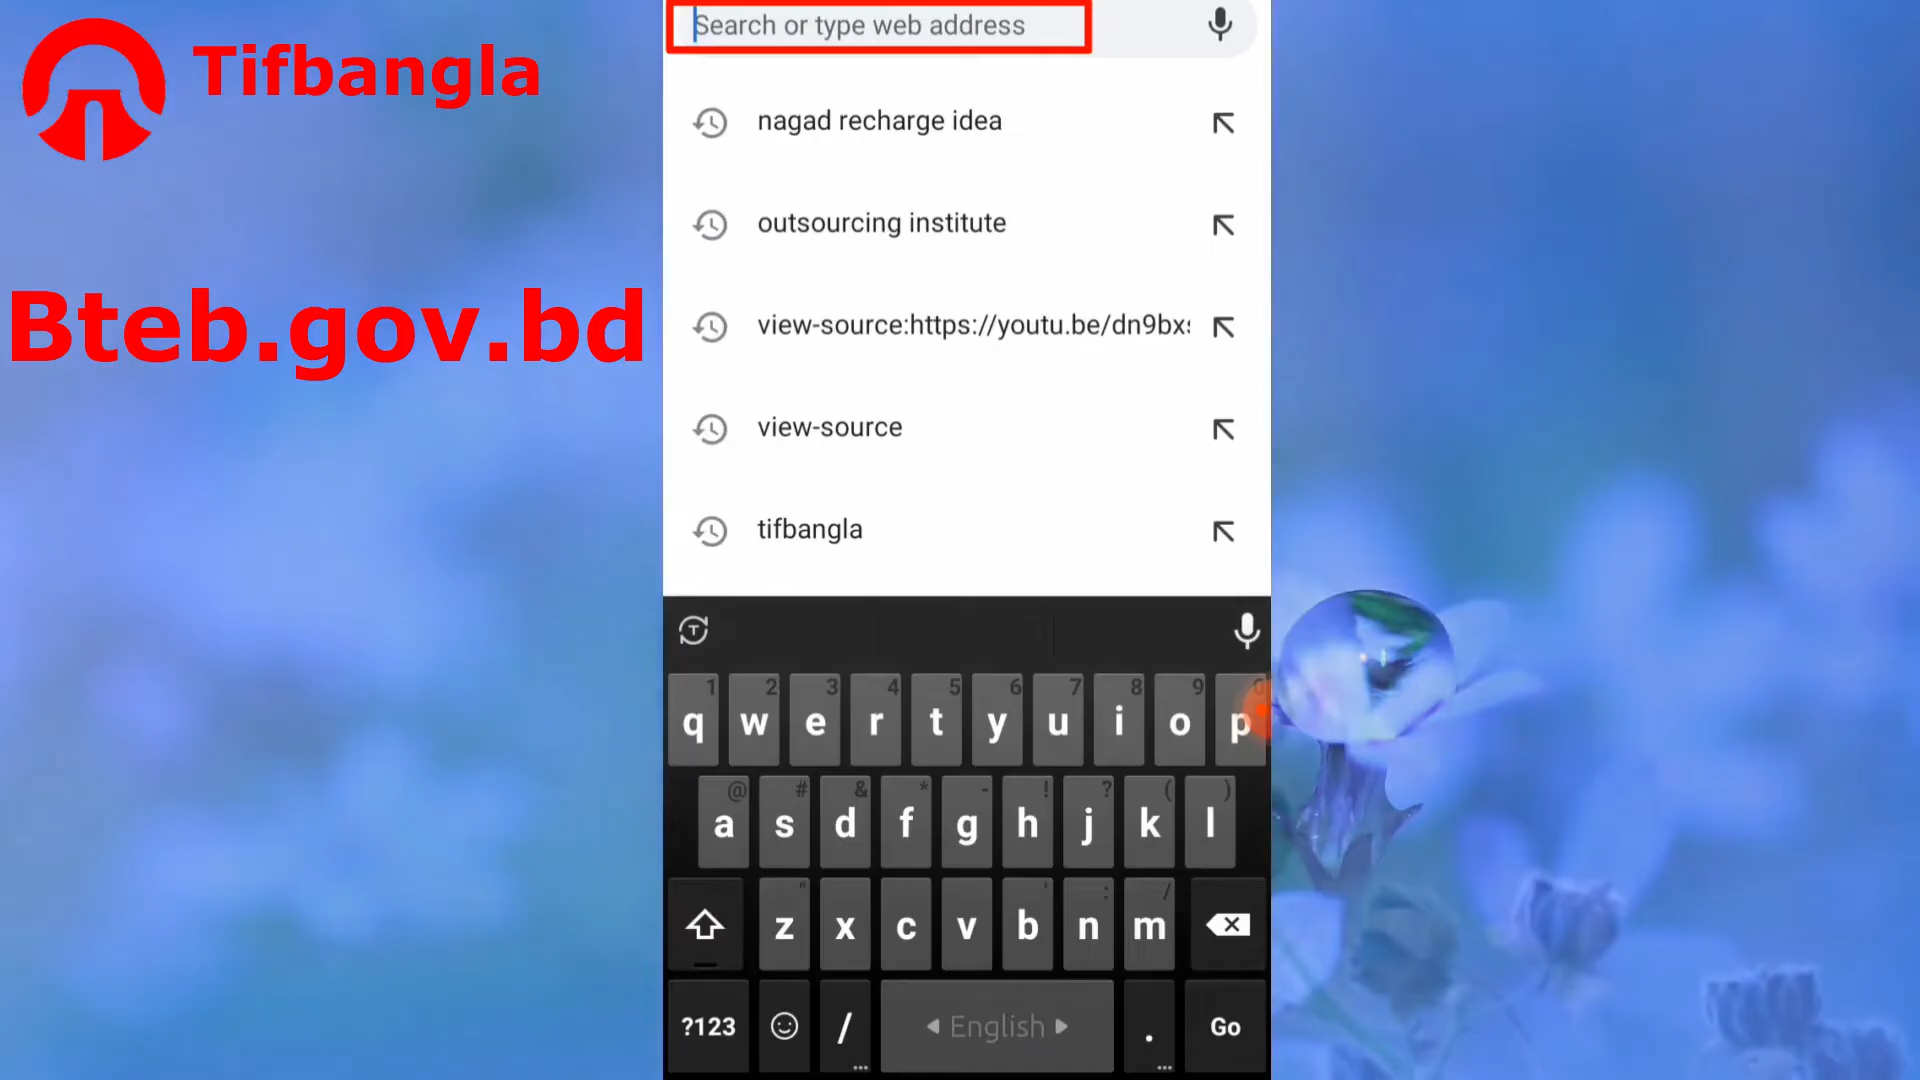 Tifbangla
Bteb.gov.bd
Search or type web address
nagad recharge idea
outsourcing institute
view-source:https://youtu.be/dn9bx
view-source
tifbangla
1 2 3 4 5 6 7 8 9 0
q w e r t y u i o p
@ # & * - ! ? ( )
a s d f g h j k l
" ' : /
z x c v b n m
?123 / ◀ English ▶ . Go